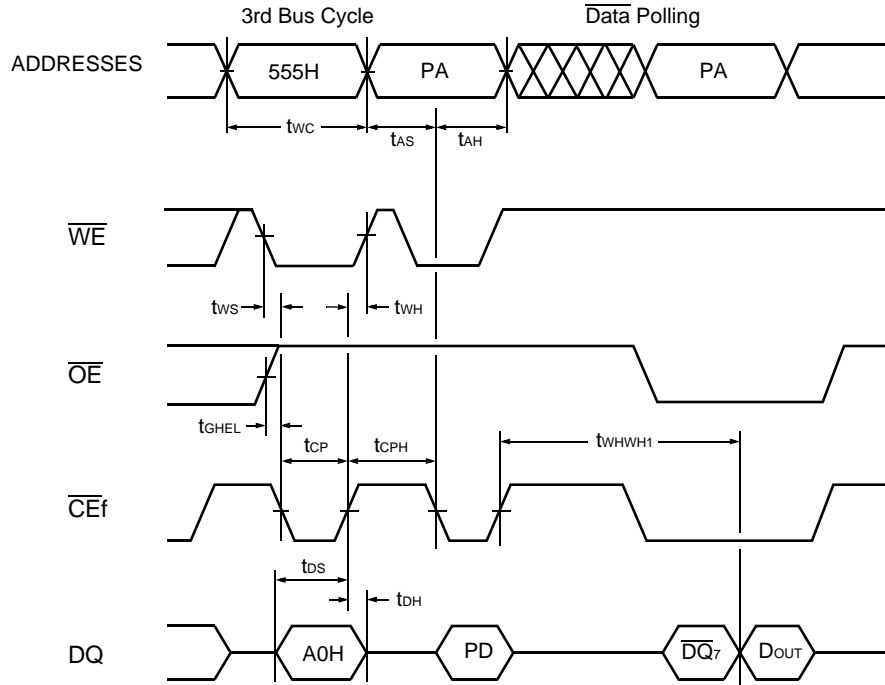 3rd Bus Cycle
Data Polling
ADDRESSES
555H
PA
PA
tWC
tAS
tAH
WE
tWS
tWH
OE
tGHEL
tCP
tCPH
tWHWH1
CEf
tDS
tDH
DQ
A0H
PD
DQ7
DOUT